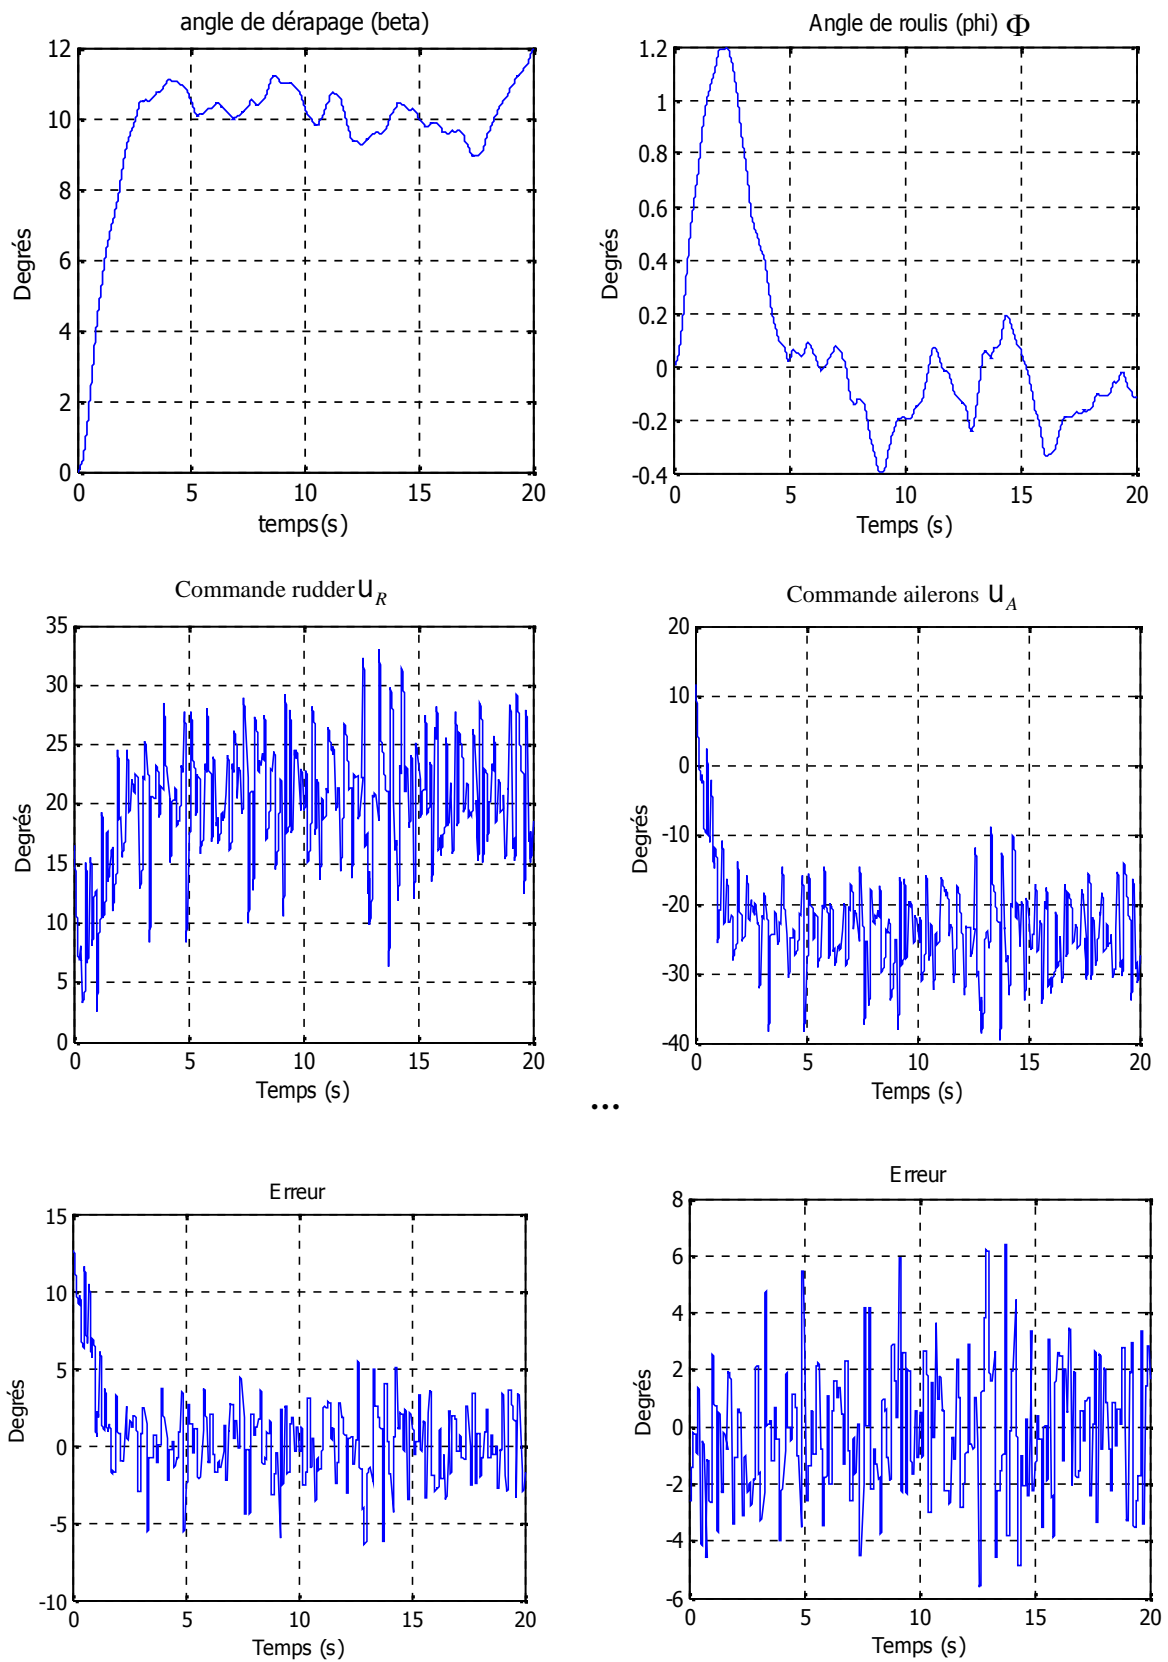 angle de dérapage (beta)
12
10
8
6
4
2
0
Degrés
0 5 10 15 20
temps(s)
Angle de roulis (phi) Φ
1.2
1
0.8
0.6
0.4
0.2
0
-0.2
-0.4
Degrés
0 5 10 15 20
Temps (s)
Commande rudder U_R
35
30
25
20
15
10
5
0
Degrés
0 5 10 15 20
Temps (s)
Commande ailerons U_A
20
10
0
-10
-20
-30
-40
Degrés
0 5 10 15 20
Temps (s)
...
Erreur
15
10
5
0
-5
-10
Degrés
0 5 10 15 20
Temps (s)
Erreur
8
6
4
2
0
-2
-4
-6
Degrés
0 5 10 15 20
Temps (s)